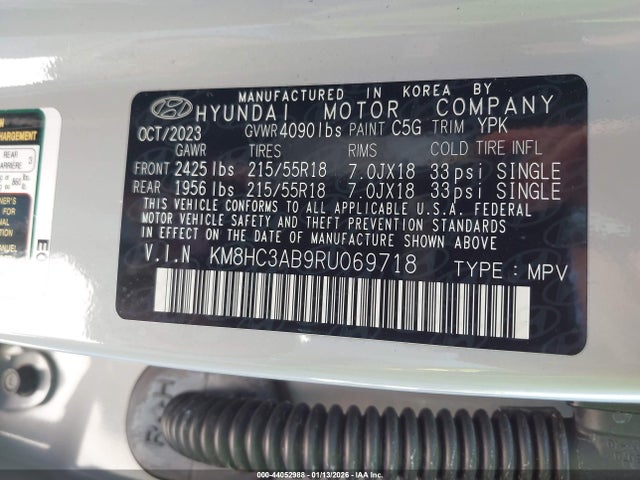 MANUFACTURED IN KOREA BY
HYUNDAI MOTOR COMPANY
OCT/2023 GVWR 4090lbs PAINT C5G TRIM YPK
GAWR TIRES RIMS COLD TIRE INFL
FRONT 2425lbs 215/55R18 7.0JX18 33psi SINGLE
REAR 1956lbs 215/55R18 7.0JX18 33psi SINGLE
THIS VEHICLE CONFORMS TO ALL APPLICABLE U.S.A. FEDERAL
MOTOR VEHICLE SAFETY AND THEFT PREVENTION STANDARDS
IN EFFECT ON THE DATE OF MANUFACTURE SHOWN ABOVE
V.I.N KM8HC3AB9RU069718 TYPE : MPV
000-44052988 - 01/13/2026 - IAA Inc.